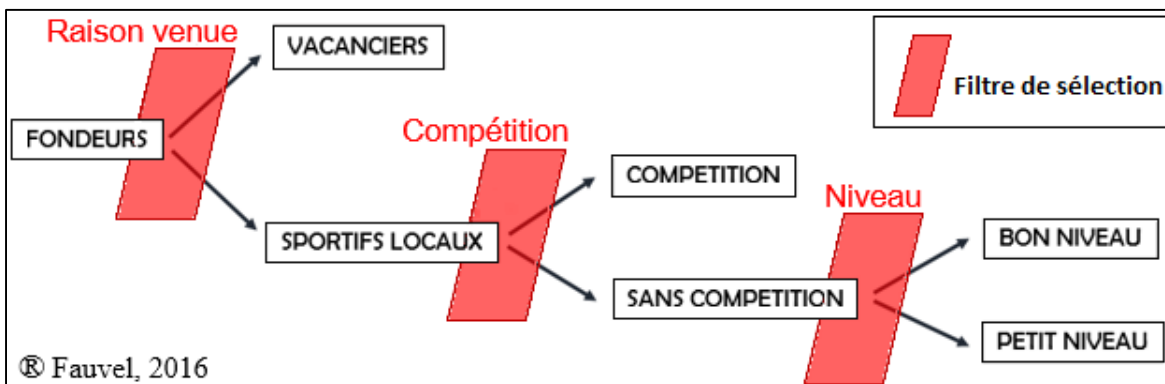 Raison venue
VACANCIERS
Filtre de sélection
FONDEURS
Compétition
COMPETITION
Niveau
SPORTIFS LOCAUX
BON NIVEAU
SANS COMPETITION
PETIT NIVEAU
® Fauvel, 2016